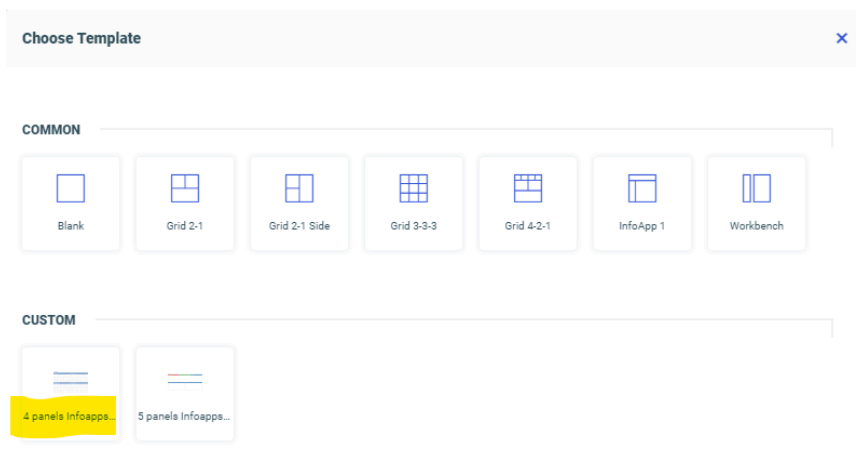 Choose Template
COMMON
Blank
Grid 2-1
Grid 2-1 Side
Grid 3-3-3
Grid 4-2-1
InfoApp 1
Workbench
CUSTOM
4 panels Infoapps...
5 panels Infoapps...